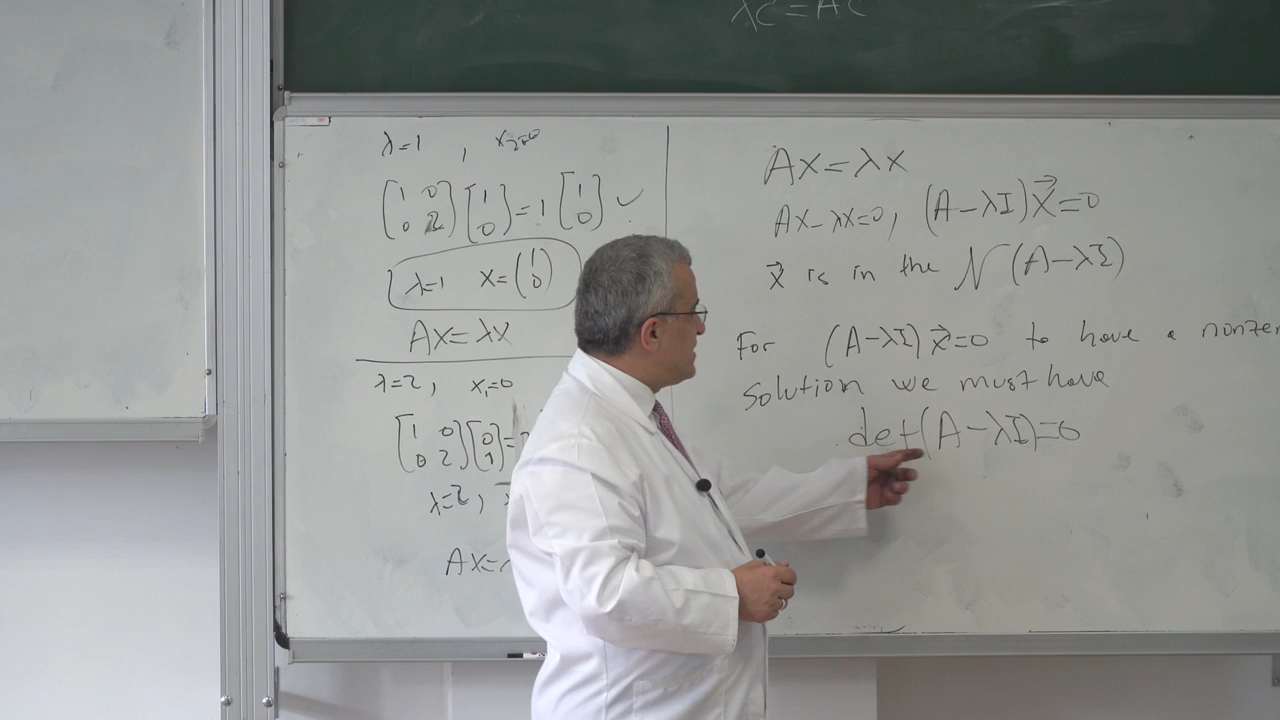 λC = AC
λ=1 , x₂=0
(1 0 0 2)[1 0]=1[1 0] ✓
λ=1 x=(1 0)
Ax=λx
λ=2, x₁=0
[1 0 0 2][0 1]=
λ=2,
Ax=
Ax=λx
Ax-λx=0, (A-λI)x⃗=0
x⃗ is in the N(A-λI)
For (A-λI)x⃗=0 to have a nonzer
solution we must have
det(A-λI)=0